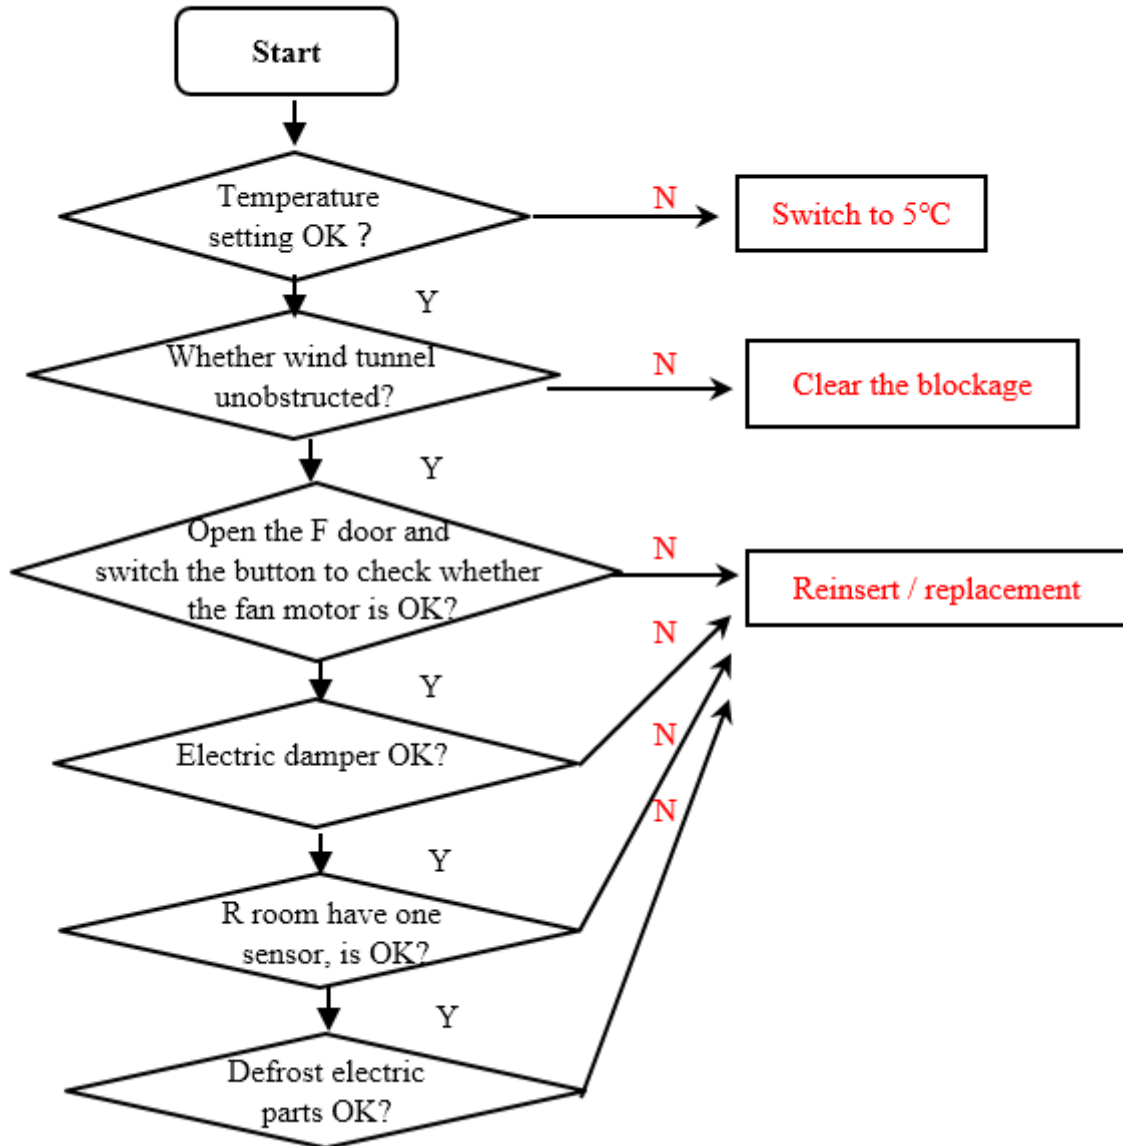 Start
Temperature
setting OK？
N
Switch to 5℃
Y
Whether wind tunnel
unobstructed?
N
Clear the blockage
Y
Open the F door and
switch the button to check whether
the fan motor is OK?
N
Reinsert / replacement
N
Y
Electric damper OK?
N
N
Y
R room have one
sensor, is OK?
Y
Defrost electric
parts OK?